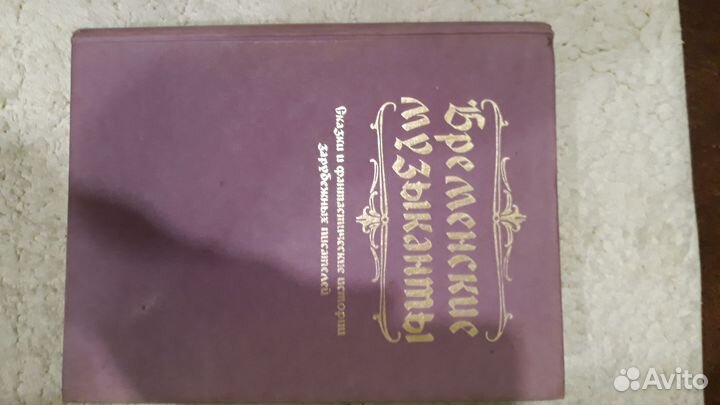 Бременские
музыканты
Сказки и фантастические истории
зарубежных писателей
Avito